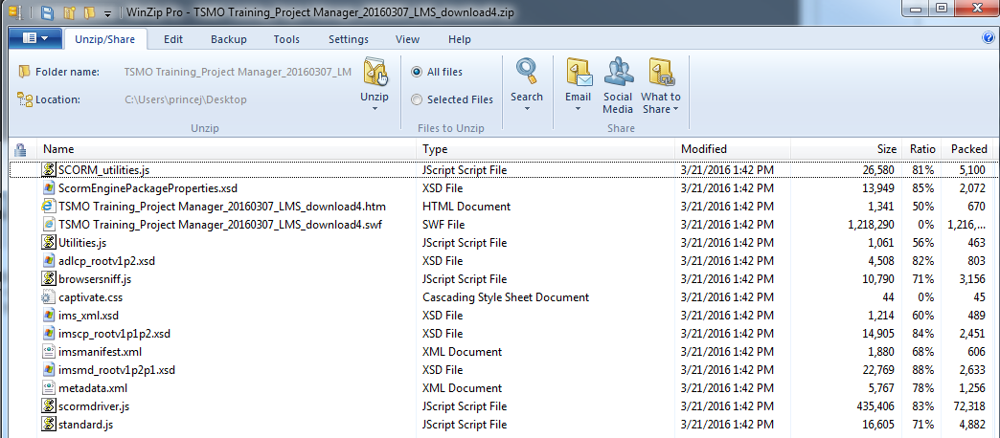 WinZip Pro - TSMO Training_Project Manager_20160307_LMS_download4.zip
Unzip/Share Edit Backup Tools Settings View Help
Folder name: TSMO Training_Project Manager_20160307_LM
Location: C:\Users\princej\Desktop
Unzip
All files
Selected Files
Search
Email
Social Media
What to Share
Unzip Files to Unzip Share
Name Type Modified Size Ratio Packed
SCORM_utilities.js JScript Script File 3/21/2016 1:42 PM 26,580 81% 5,100
ScormEnginePackageProperties.xsd XSD File 3/21/2016 1:42 PM 13,949 85% 2,072
TSMO Training_Project Manager_20160307_LMS_download4.htm HTML Document 3/21/2016 1:42 PM 1,341 50% 670
TSMO Training_Project Manager_20160307_LMS_download4.swf SWF File 3/21/2016 1:42 PM 1,218,290 0% 1,216,...
Utilities.js JScript Script File 3/21/2016 1:42 PM 1,061 56% 463
adlcp_rootv1p2.xsd XSD File 3/21/2016 1:42 PM 4,508 82% 803
browsersniff.js JScript Script File 3/21/2016 1:42 PM 10,790 71% 3,156
captivate.css Cascading Style Sheet Document 3/21/2016 1:42 PM 44 0% 45
ims_xml.xsd XSD File 3/21/2016 1:42 PM 1,214 60% 489
imscp_rootv1p1p2.xsd XSD File 3/21/2016 1:42 PM 14,905 84% 2,451
imsmanifest.xml XML Document 3/21/2016 1:42 PM 1,880 68% 606
imsmd_rootv1p2p1.xsd XSD File 3/21/2016 1:42 PM 22,769 88% 2,633
metadata.xml XML Document 3/21/2016 1:42 PM 5,767 78% 1,256
scormdriver.js JScript Script File 3/21/2016 1:42 PM 435,406 83% 72,318
standard.js JScript Script File 3/21/2016 1:42 PM 16,605 71% 4,882